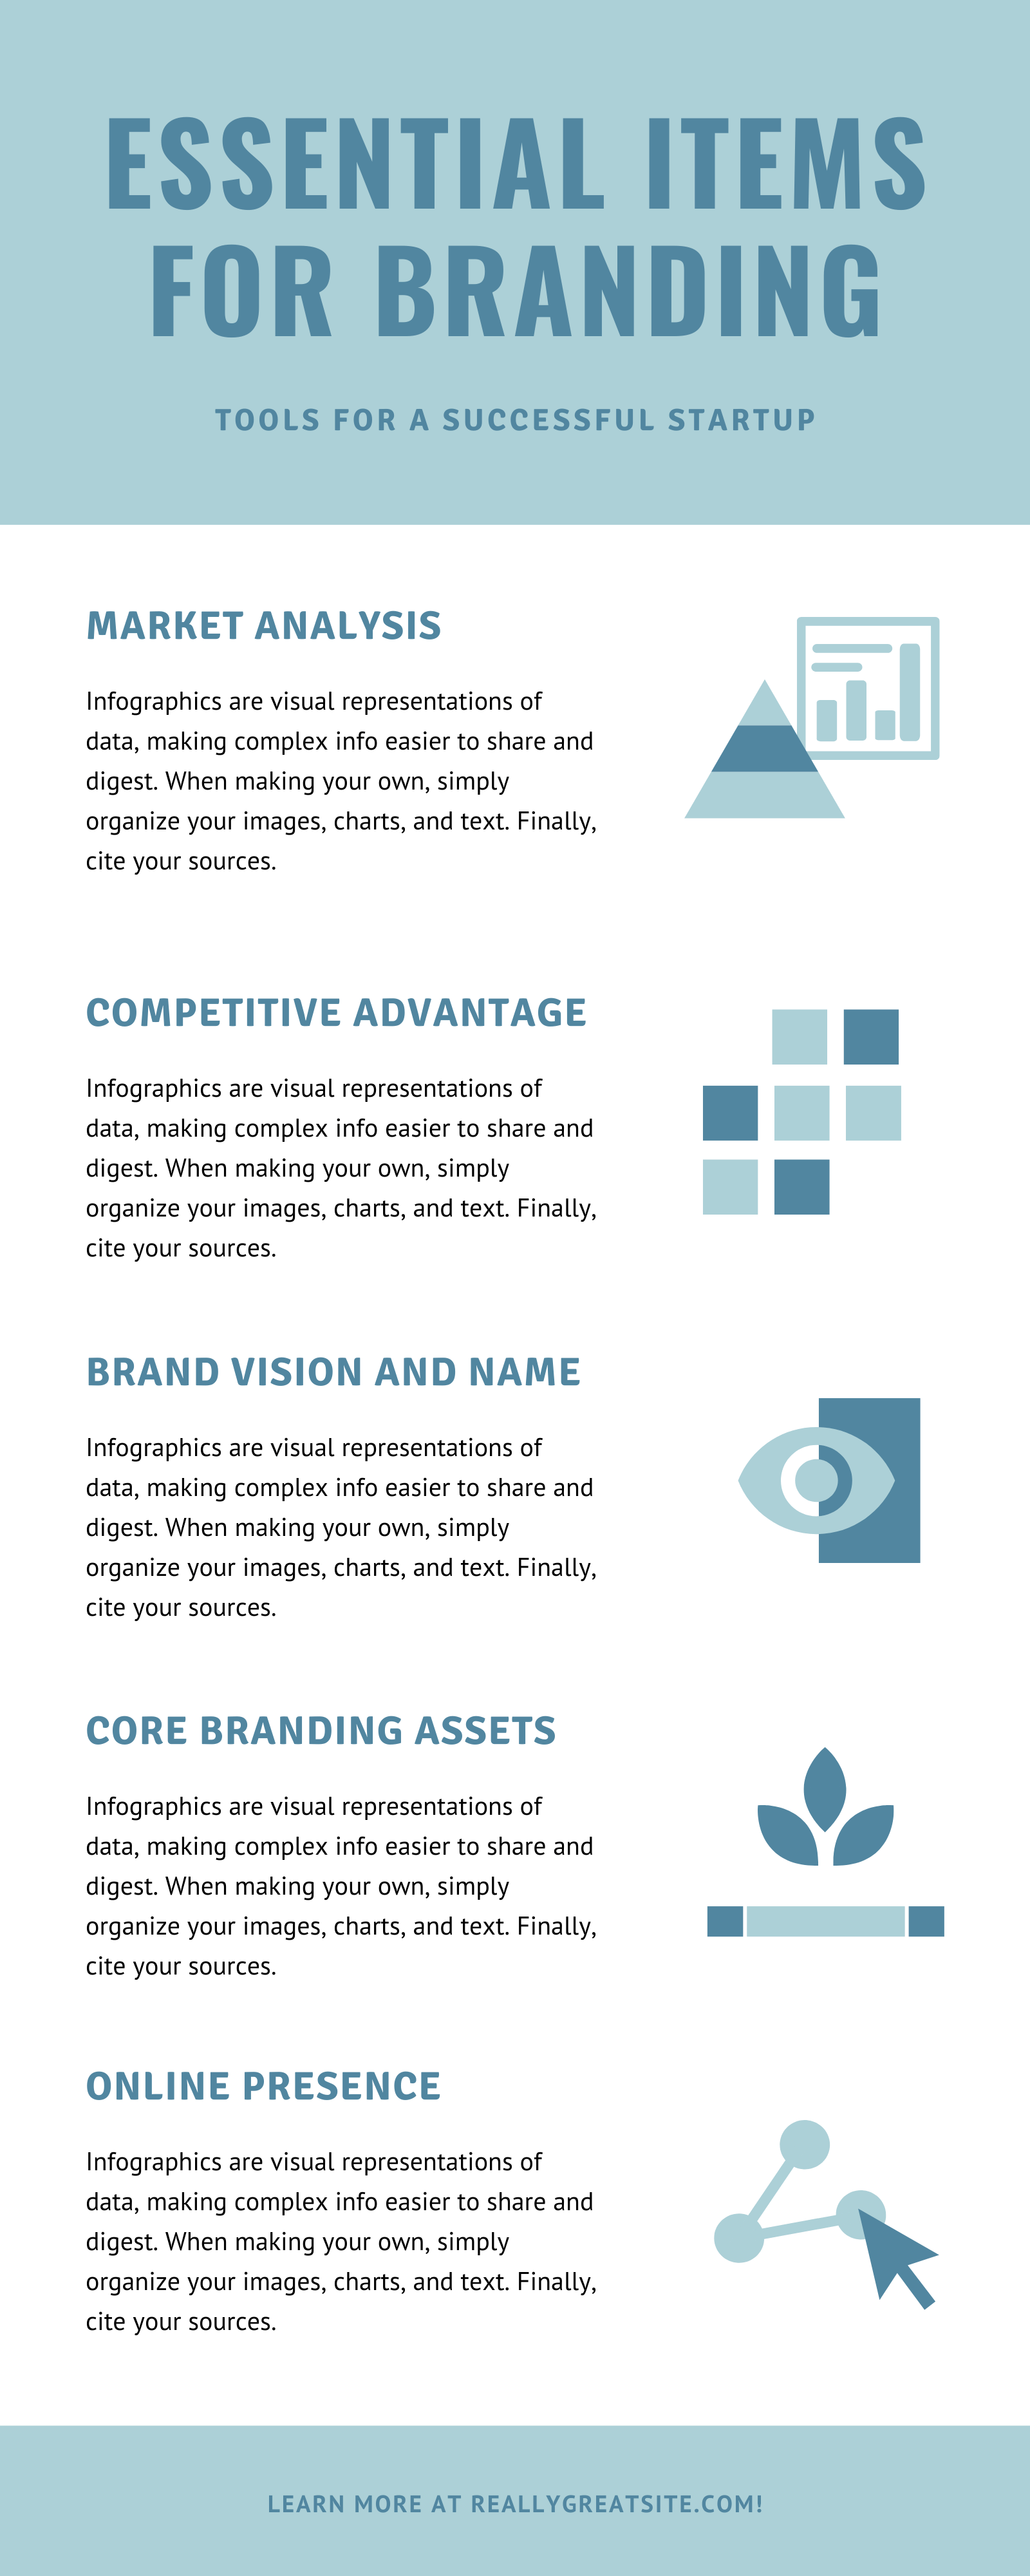 ESSENTIAL ITEMS
FOR BRANDING
TOOLS FOR A SUCCESSFUL STARTUP
MARKET ANALYSIS
Infographics are visual representations of
data, making complex info easier to share and
digest. When making your own, simply
organize your images, charts, and text. Finally,
cite your sources.
COMPETITIVE ADVANTAGE
Infographics are visual representations of
data, making complex info easier to share and
digest. When making your own, simply
organize your images, charts, and text. Finally,
cite your sources.
BRAND VISION AND NAME
Infographics are visual representations of
data, making complex info easier to share and
digest. When making your own, simply
organize your images, charts, and text. Finally,
cite your sources.
CORE BRANDING ASSETS
Infographics are visual representations of
data, making complex info easier to share and
digest. When making your own, simply
organize your images, charts, and text. Finally,
cite your sources.
ONLINE PRESENCE
Infographics are visual representations of
data, making complex info easier to share and
digest. When making your own, simply
organize your images, charts, and text. Finally,
cite your sources.
LEARN MORE AT REALLYGREATSITE.COM!